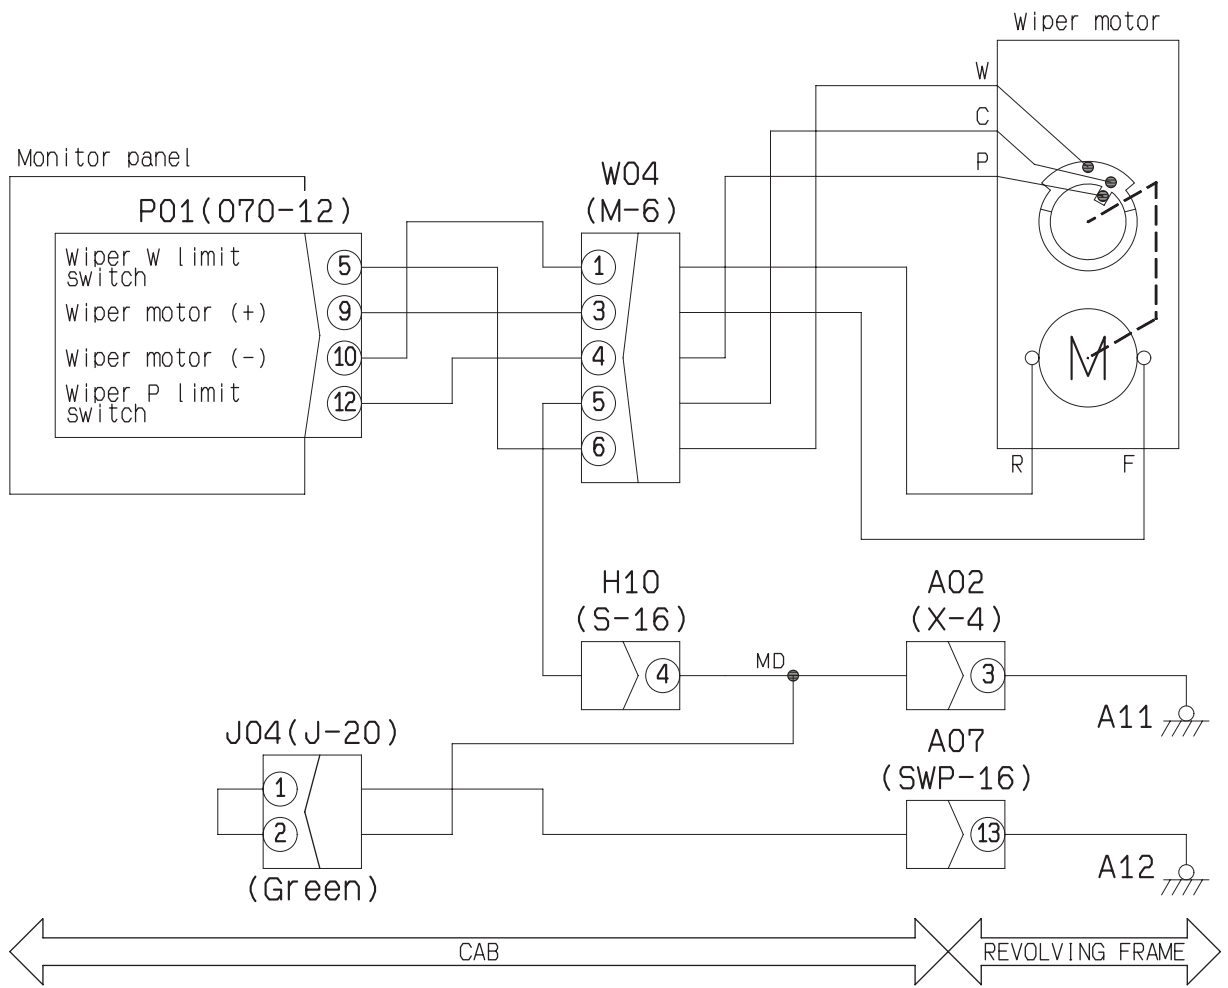 Wiper motor
W
C
P
Monitor panel
P01(070-12)
W04
(M-6)
Wiper W limit
switch
5
Wiper motor (+)
9
Wiper motor (-)
10
Wiper P limit
switch
12
1
3
4
5
6
M
R
F
H10
(S-16)
4
MD
A02
(X-4)
3
A11
J04(J-20)
1
2
(Green)
A07
(SWP-16)
13
A12
CAB
REVOLVING FRAME